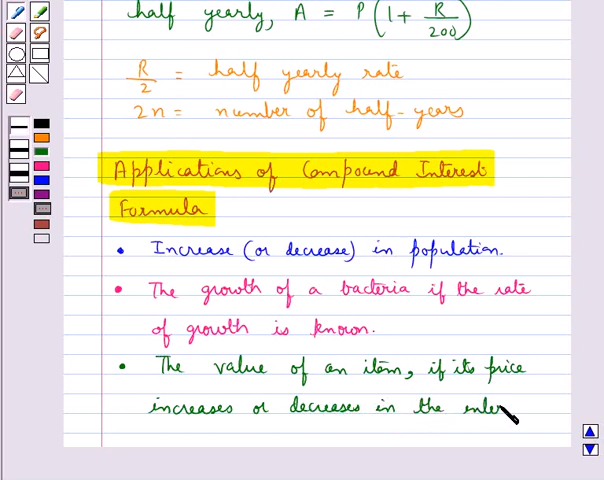 half yearly, A = P(1 + R/200)
R/2 = half yearly rate
2n = number of half-years
Applications of Compound Interest
Formula
• Increase (or decrease) in population.
• The growth of a bacteria if the rate
of growth is known.
• The value of an item, if its price
increases or decreases in the inte